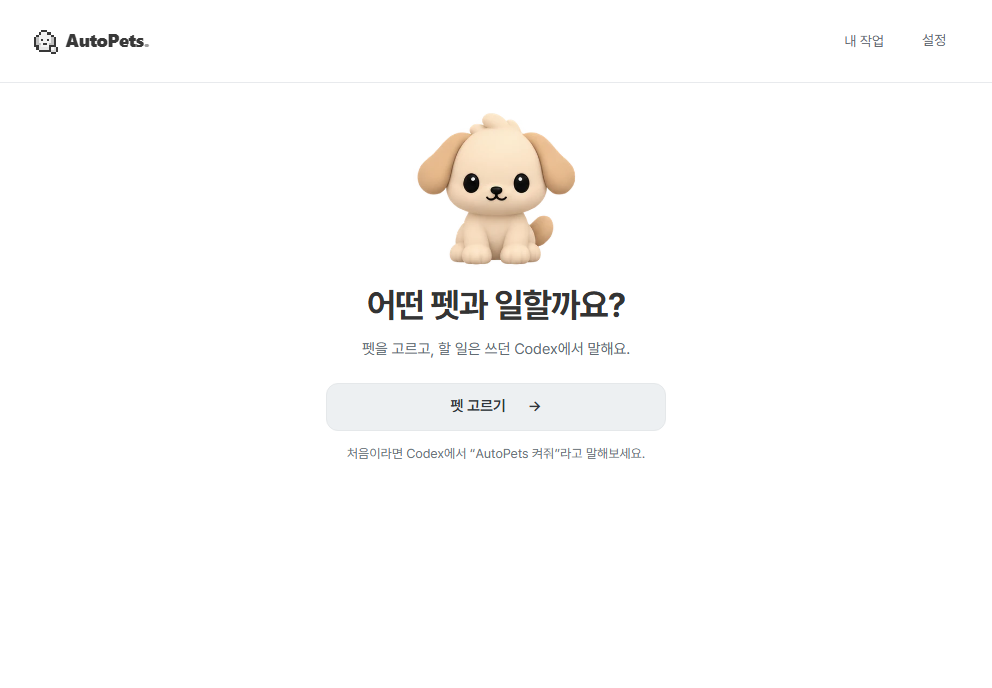 AutoPets.
내 작업
설정
어떤 펫과 일할까요?
펫을 고르고, 할 일은 쓰던 Codex에서 말해요.
펫 고르기 →
처음이라면 Codex에서 “AutoPets 켜줘”라고 말해보세요.